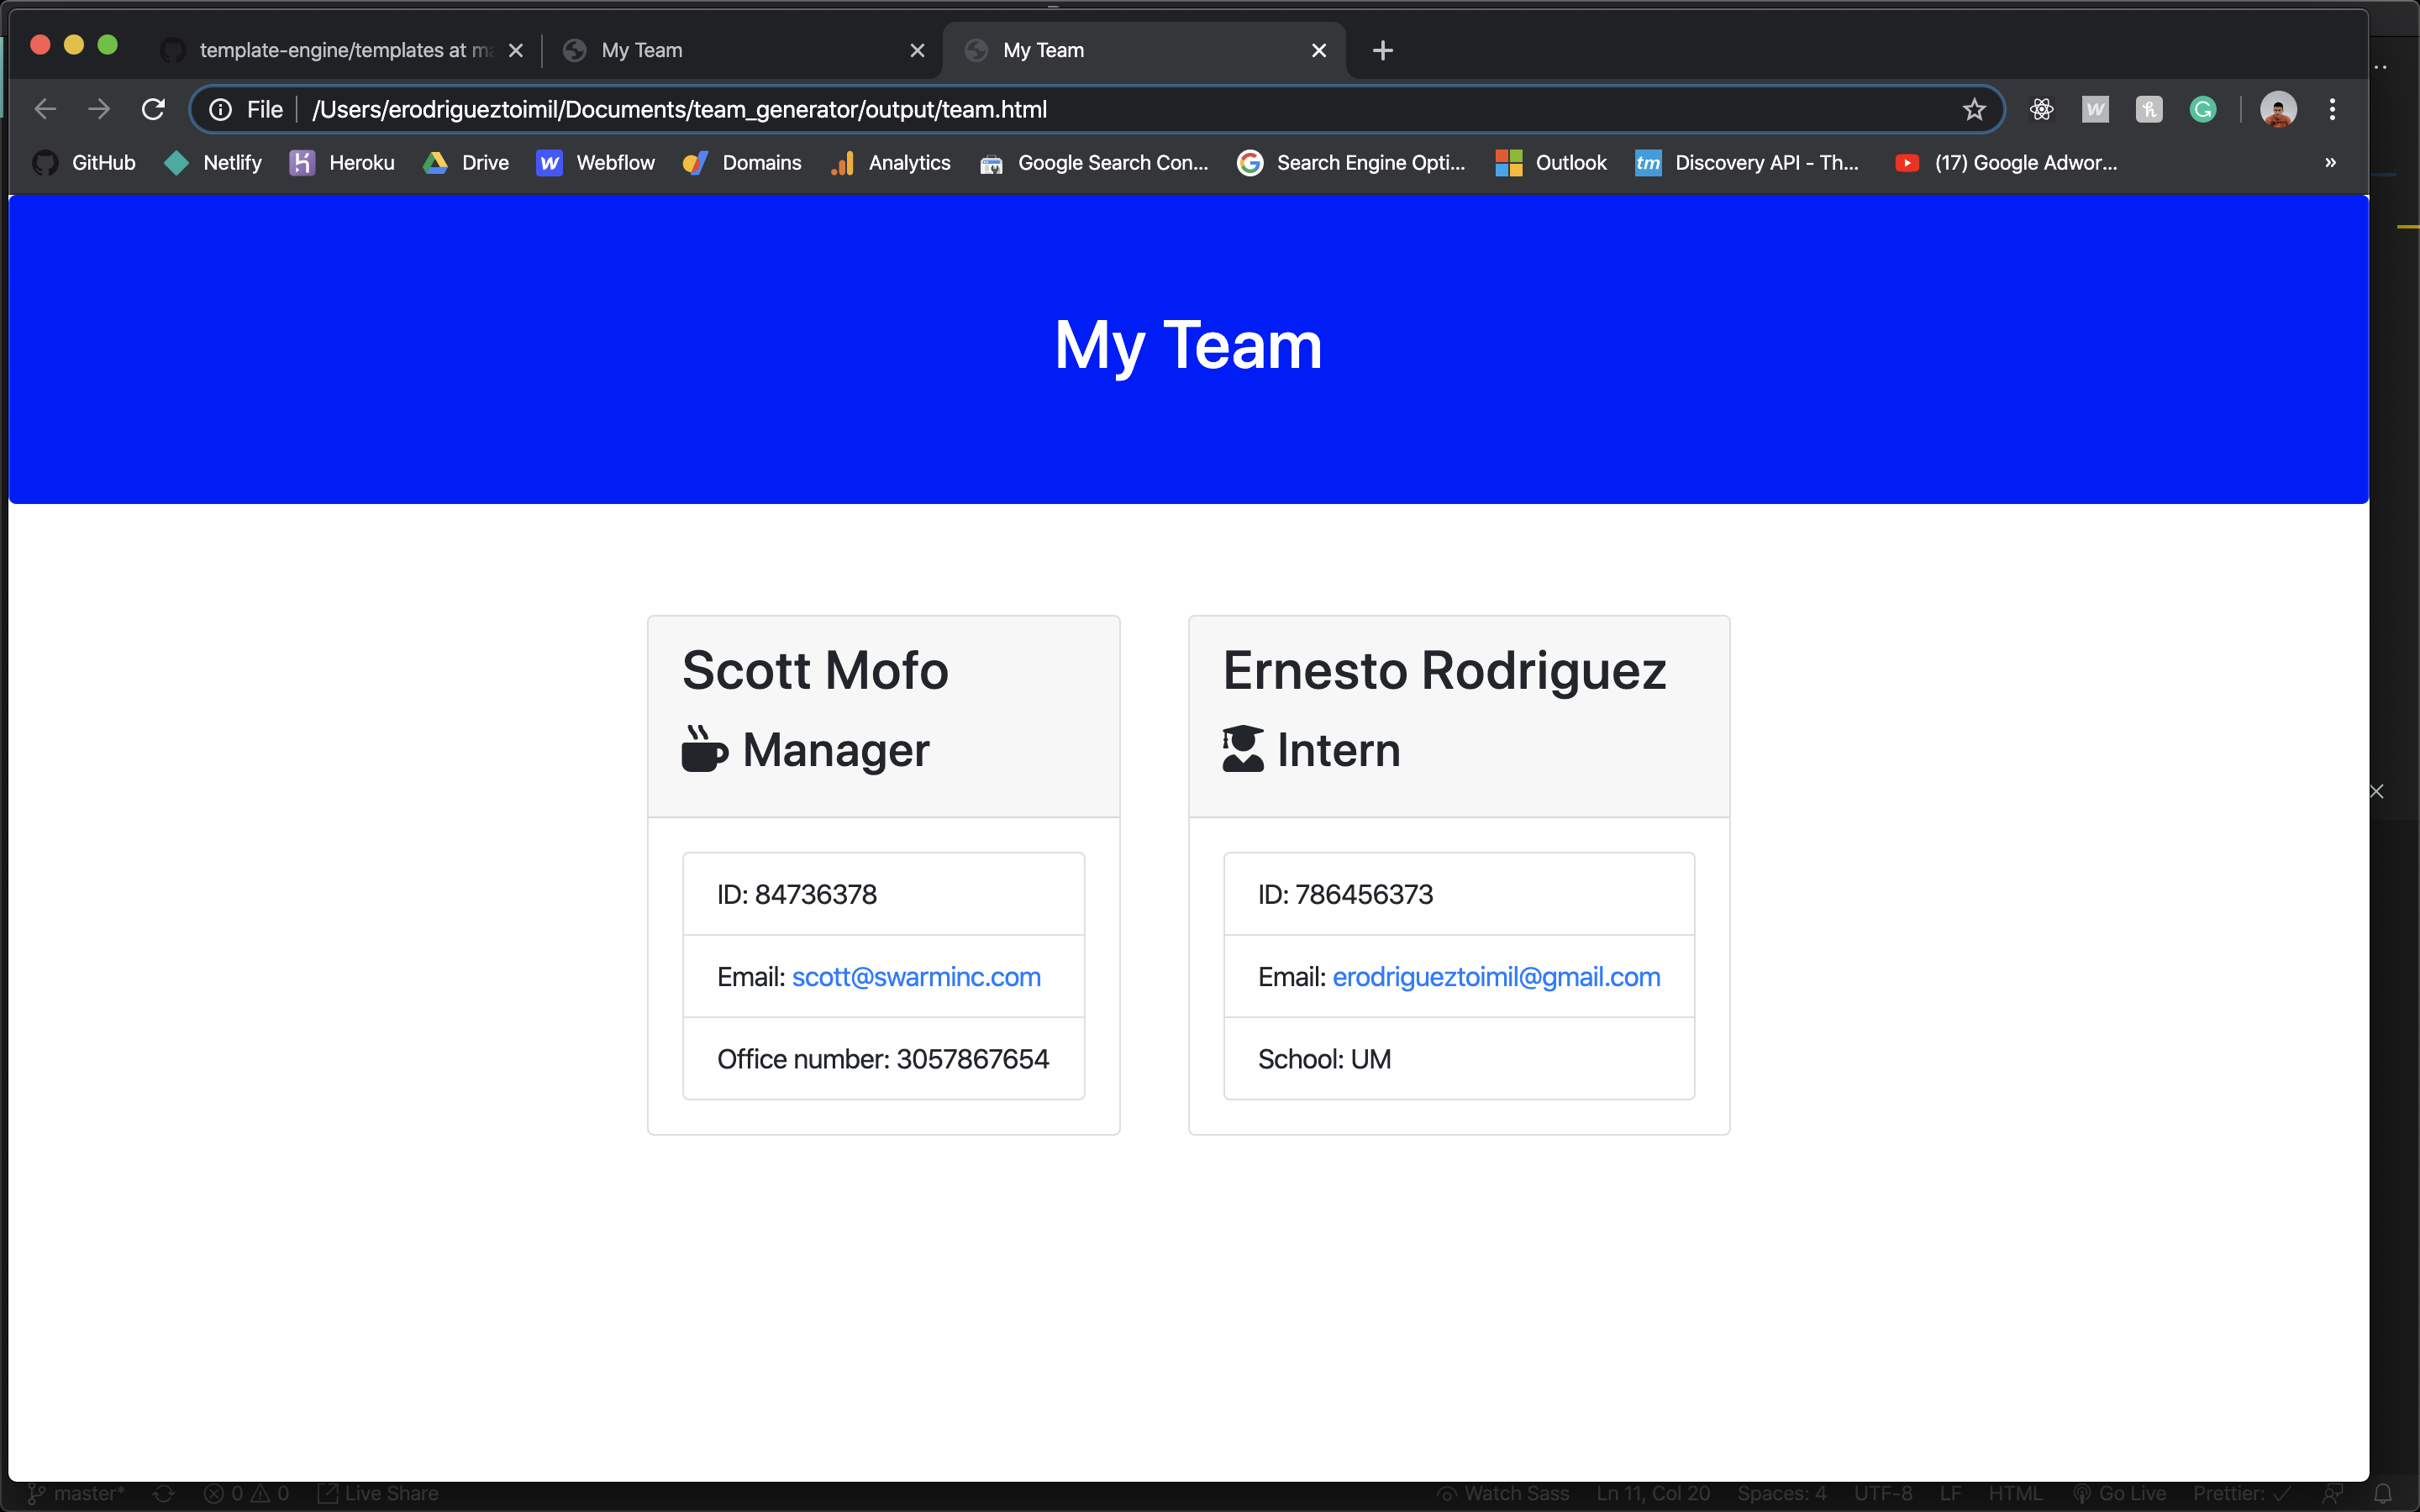 template-engine/templates at ma
My Team
My Team
File /Users/erodrigueztoimil/Documents/team_generator/output/team.html
GitHub Netlify Heroku Drive Webflow Domains Analytics Google Search Con... Search Engine Opti... Outlook tm Discovery API - Th... (17) Google Adwor... »
My Team
Scott Mofo
Manager
ID: 84736378
Email: scott@swarminc.com
Office number: 3057867654
Ernesto Rodriguez
Intern
ID: 786456373
Email: erodrigueztoimil@gmail.com
School: UM
master* 0 0 Live Share Watch Sass Ln 11, Col 20 Spaces: 4 UTF-8 LF HTML Go Live Prettier: ✓